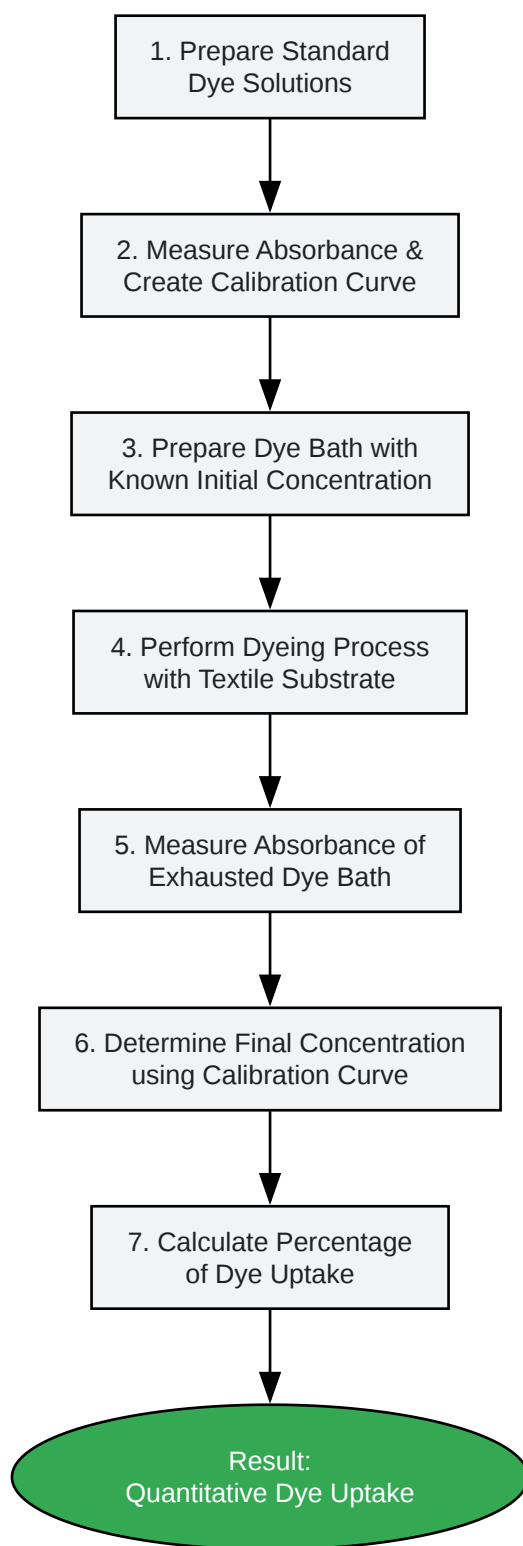 1. Prepare Standard
Dye Solutions
2. Measure Absorbance &
Create Calibration Curve
3. Prepare Dye Bath with
Known Initial Concentration
4. Perform Dyeing Process
with Textile Substrate
5. Measure Absorbance of
Exhausted Dye Bath
6. Determine Final Concentration
using Calibration Curve
7. Calculate Percentage
of Dye Uptake
Result:
Quantitative Dye Uptake